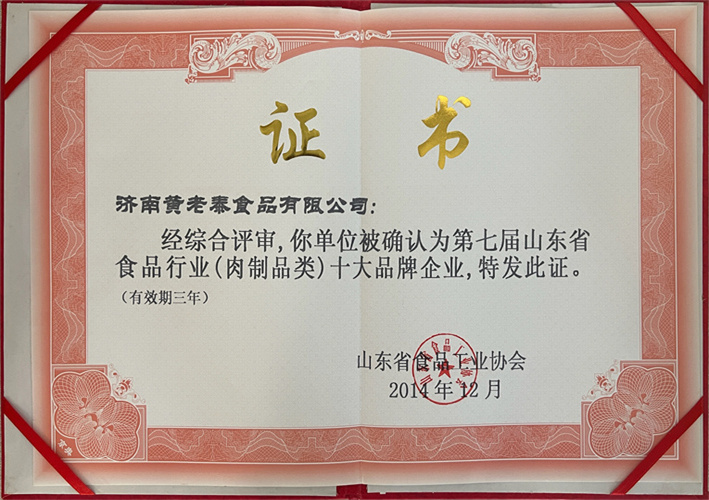 证书
济南黄老泰食品有限公司：
经综合评审，你单位被确认为第七届山东省
食品行业（肉制品类）十大品牌企业，特发此证。
（有效期三年）
山东省食品工业协会
2014年12月